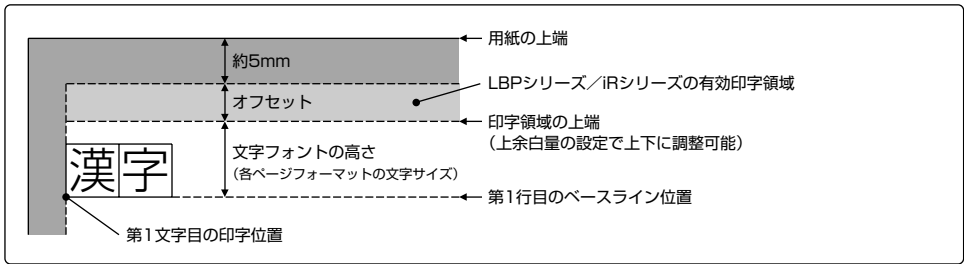 用紙の上端
約5mm
LBPシリーズ／iRシリーズの有効印字領域
オフセット
印字領域の上端
（上余白量の設定で上下に調整可能）
文字フォントの高さ
（各ページフォーマットの文字サイズ）
漢字
第1行目のベースライン位置
第1文字目の印字位置